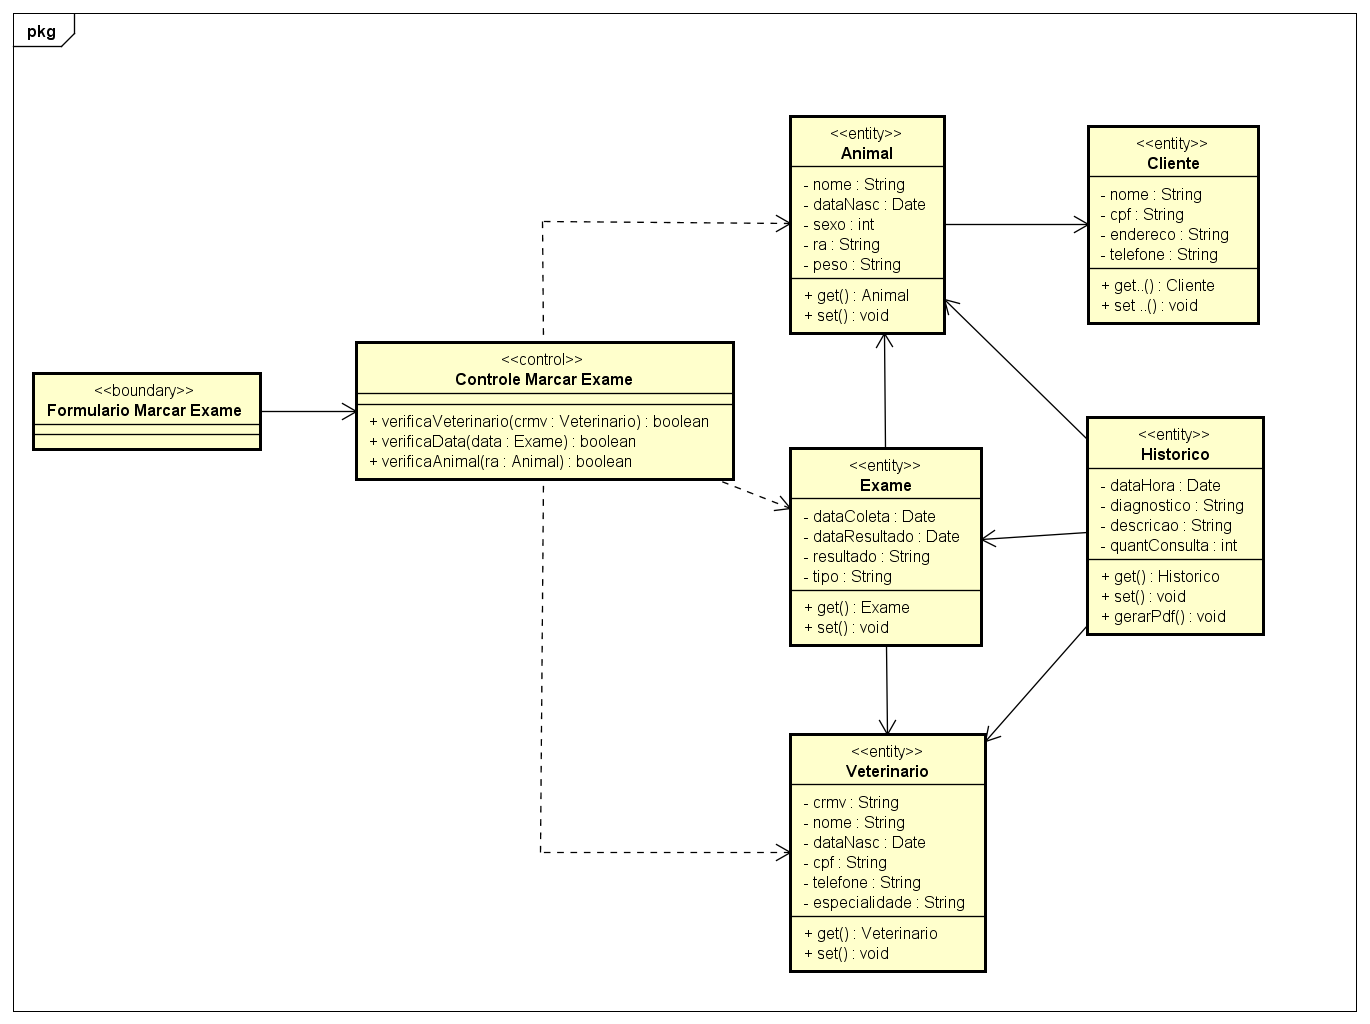 pkg
<<boundary>>
Formulario Marcar Exame
<<control>>
Controle Marcar Exame
+ verificaVeterinario(crmv : Veterinario) : boolean
+ verificaData(data : Exame) : boolean
+ verificaAnimal(ra : Animal) : boolean
<<entity>>
Animal
- nome : String
- dataNasc : Date
- sexo : int
- ra : String
- peso : String
+ get() : Animal
+ set() : void
<<entity>>
Cliente
- nome : String
- cpf : String
- endereco : String
- telefone : String
+ get..() : Cliente
+ set ..() : void
<<entity>>
Exame
- dataColeta : Date
- dataResultado : Date
- resultado : String
- tipo : String
+ get() : Exame
+ set() : void
<<entity>>
Historico
- dataHora : Date
- diagnostico : String
- descricao : String
- quantConsulta : int
+ get() : Historico
+ set() : void
+ gerarPdf() : void
<<entity>>
Veterinario
- crmv : String
- nome : String
- dataNasc : Date
- cpf : String
- telefone : String
- especialidade : String
+ get() : Veterinario
+ set() : void